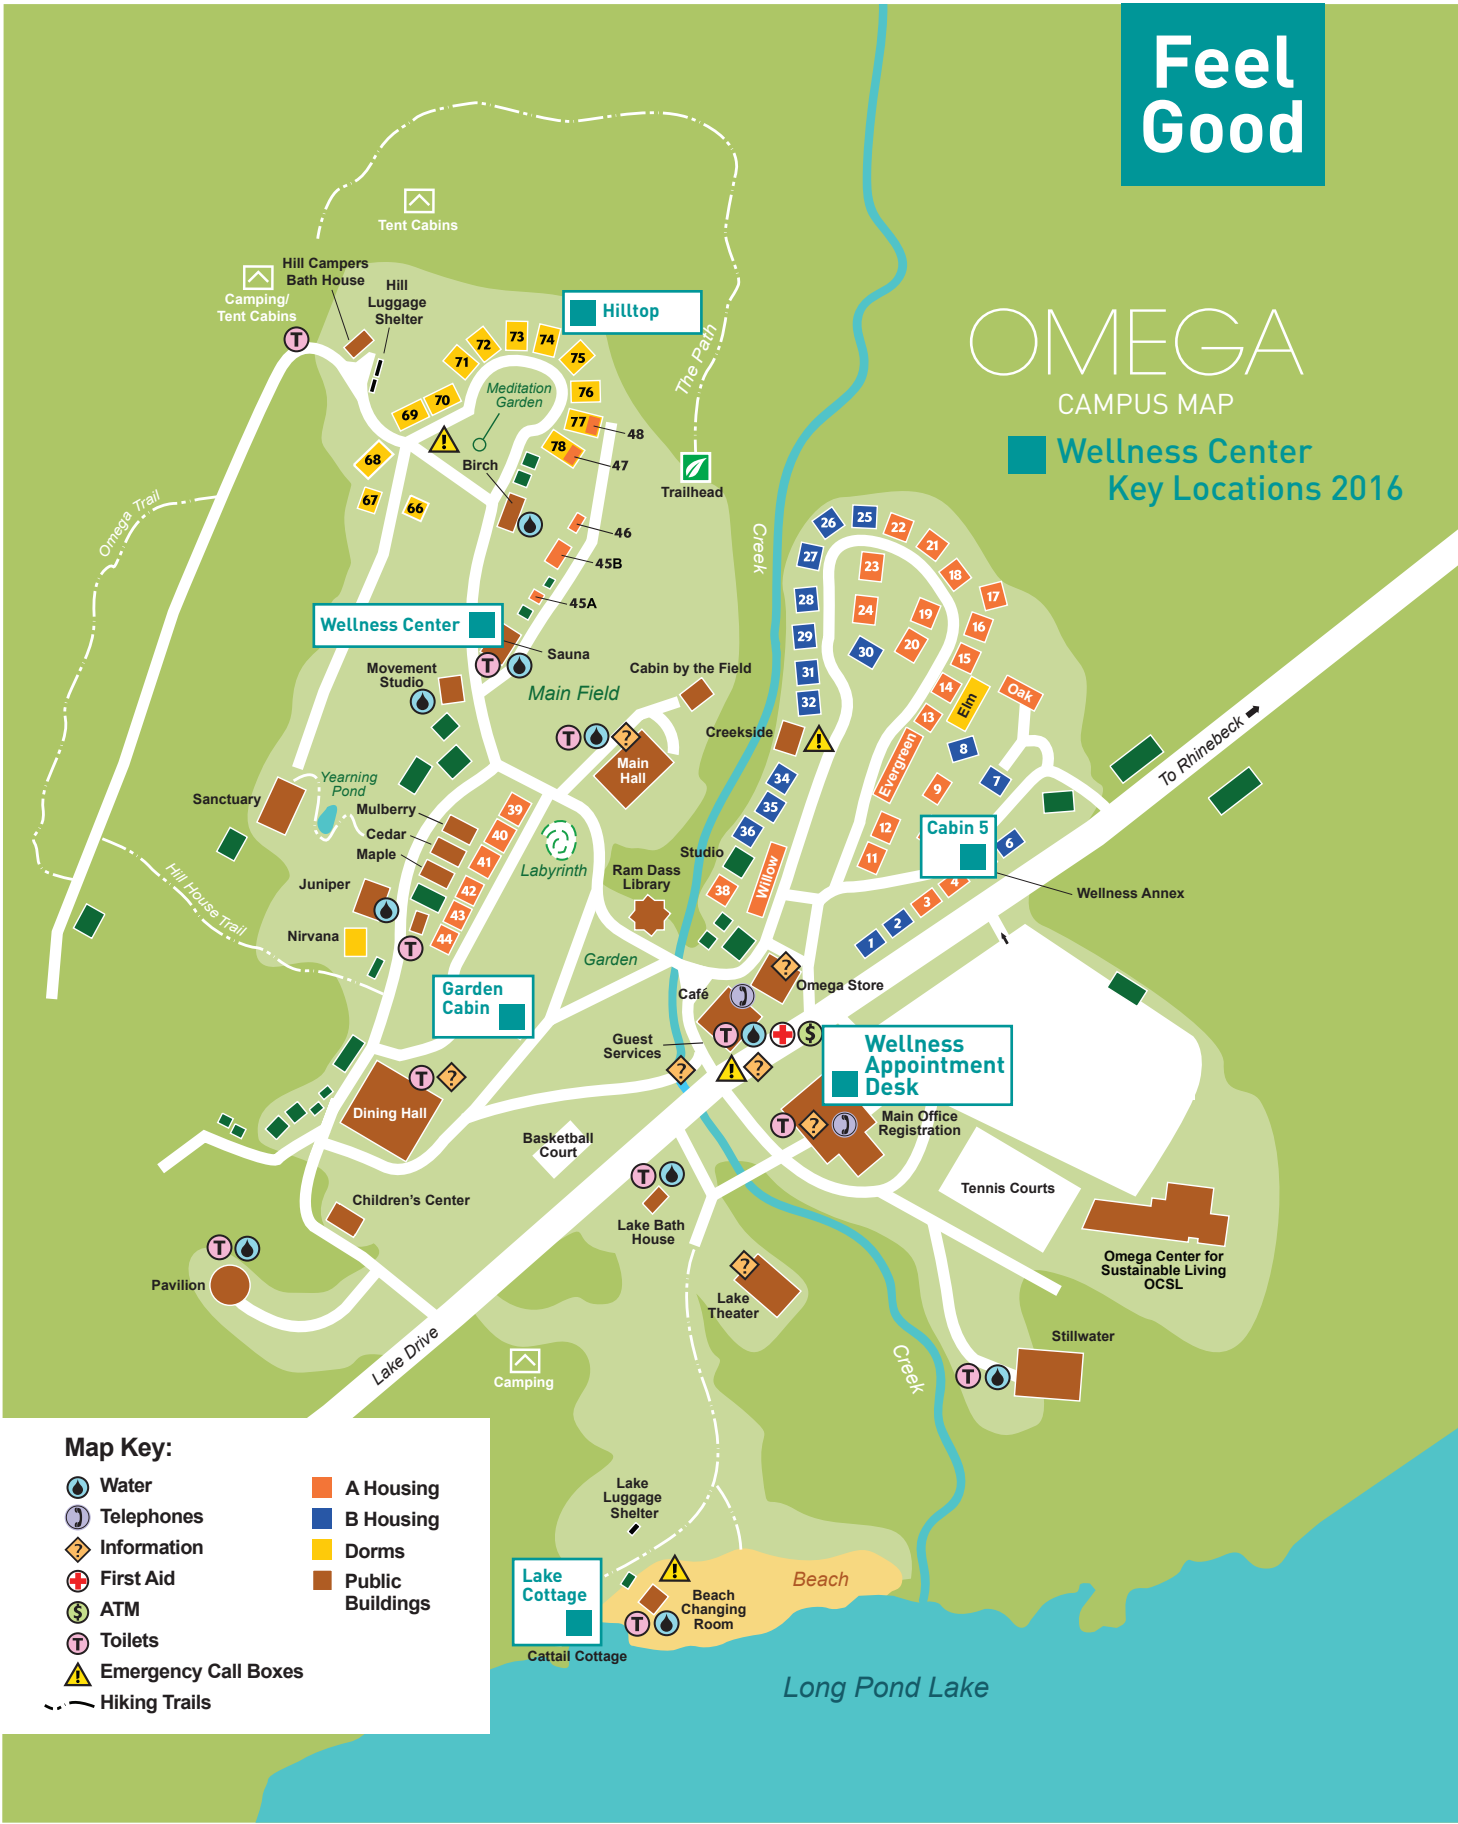 Feel
Good
OMEGA
CAMPUS MAP
Wellness Center
Key Locations 2016
Tent Cabins
Hill Campers
Bath House
Camping/
Tent Cabins
T
Hill
Luggage
Shelter
Hilltop
73
74
72
75
71
76
70
69
77
78
48
47
68
67
66
Meditation
Garden
Birch
The Path
Trailhead
Omega Trail
46
45B
45A
Wellness Center
Sauna
T
Movement
Studio
Main Field
Cabin by the Field
T
?
Main
Hall
Creek
26
25
22
21
27
23
18
17
28
24
19
16
29
30
20
15
31
14
Elm
Oak
32
13
Creekside
!
8
7
Evergreen
9
34
35
36
12
11
Cabin 5
6
Wellness Annex
4
3
2
1
To Rhinebeck
Studio
38
Willow
Yearning
Pond
Sanctuary
Mulberry
Cedar
Maple
Juniper
Nirvana
T
39
40
41
42
43
44
Labyrinth
Ram Dass
Library
Hill House Trail
Garden
Garden
Cabin
Café
?
Omega Store
Guest
Services
T
$
?
!
?
Wellness
Appointment
Desk
T
?
Main Office
Registration
T
?
Dining Hall
Basketball
Court
T
Lake Bath
House
Tennis Courts
Omega Center for
Sustainable Living
OCSL
Children's Center
T
Pavilion
?
Lake
Theater
Lake Drive
Camping
Creek
Stillwater
T
Lake
Luggage
Shelter
Lake
Cottage
Cattail Cottage
!
Beach
Beach
Changing
Room
T
Long Pond Lake
Map Key:
Water
Telephones
? Information
First Aid
$ ATM
T Toilets
! Emergency Call Boxes
Hiking Trails
A Housing
B Housing
Dorms
Public
Buildings